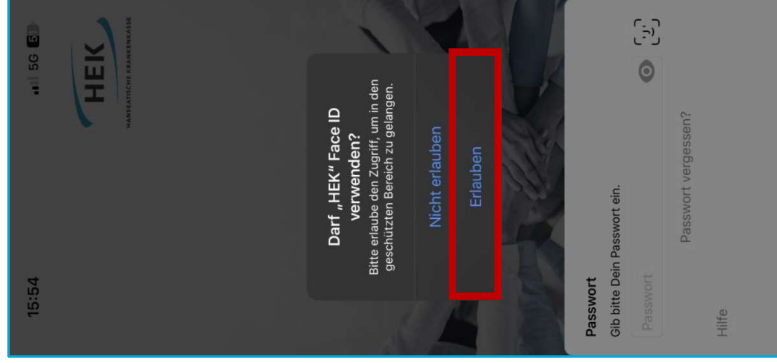 15:54
5G
HEK
HANSEATISCHE KRANKENKASSE
Darf „HEK“ Face ID
verwenden?
Bitte erlaube den Zugriff, um in den
geschützten Bereich zu gelangen.
Nicht erlauben
Erlauben
Passwort
Gib bitte Dein Passwort ein.
Passwort
Passwort vergessen?
Hilfe